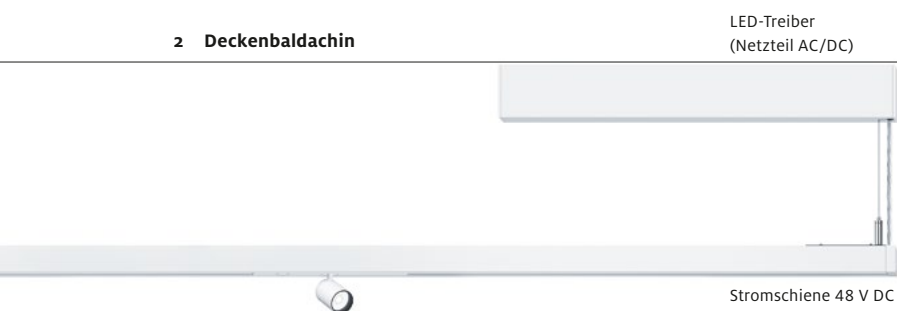 LED-Treiber
2 Deckenbaldachin
(Netzteil AC/DC)
Stromschiene 48 V DC